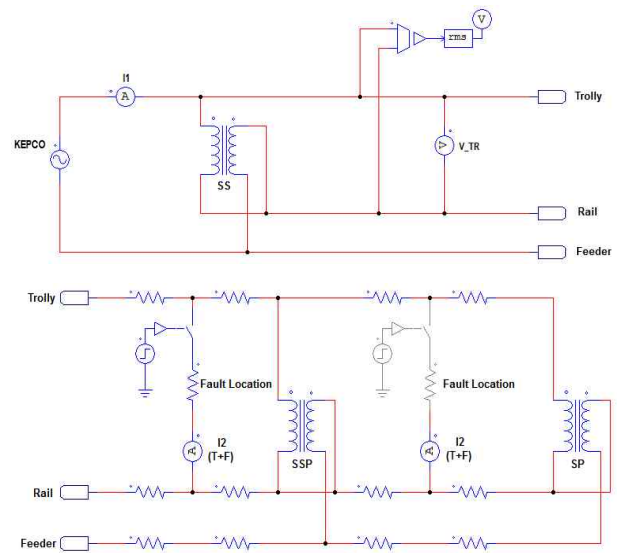 V
rms
I1
A
Trolly
KEPCO
V
V_TR
SS
Rail
Feeder
Trolly
Fault Location
Fault Location
I2
(T+F)
A
SSP
I2
(T+F)
A
SP
Rail
Feeder